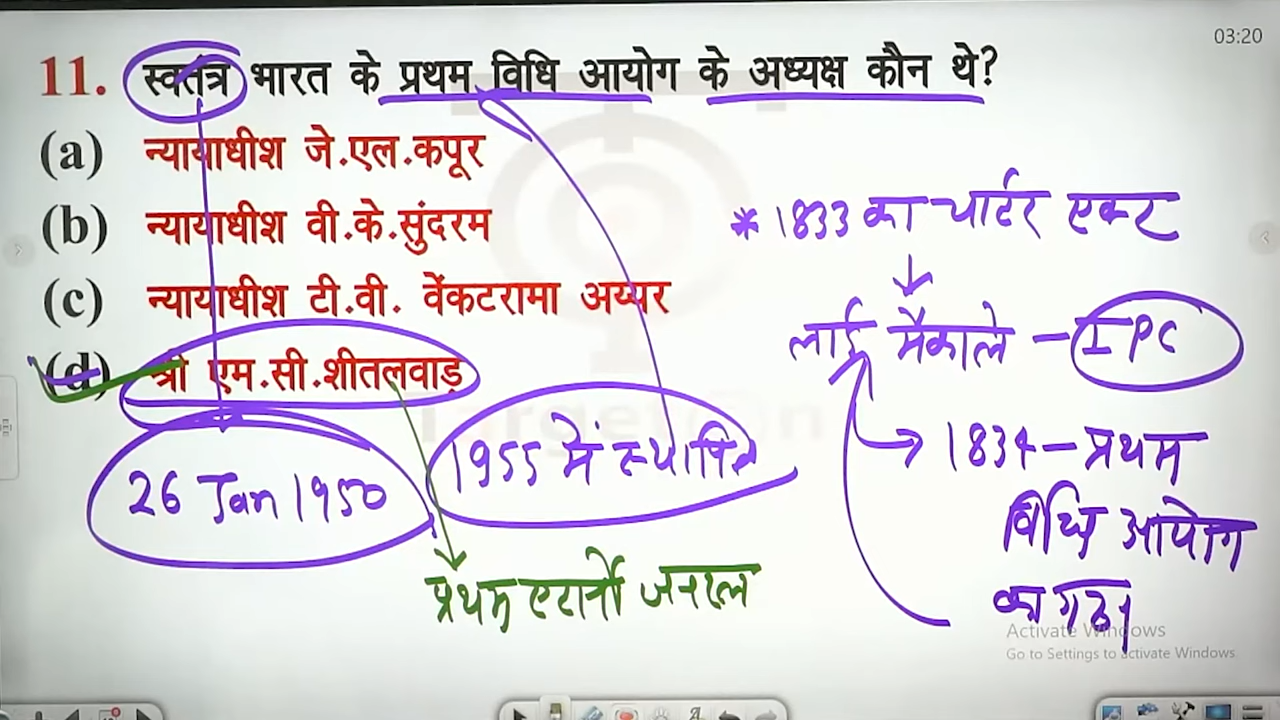 03:20
11. स्वतंत्र भारत के प्रथम विधि आयोग के अध्यक्ष कौन थे?
(a) न्यायाधीश जे.एल.कपूर
(b) न्यायाधीश वी.के.सुंदरम
(c) न्यायाधीश टी.वी. वेंकटरामा अय्यर
(d) श्री एम.सी.शीतलवाड़
* 1833 का चार्टर एक्ट
लार्ड मैकाले - IPC
1834 - प्रथम
विधि आयोग
का गठन
26 Jan 1950
1955 में स्थापित
प्रथम एटार्नी जनरल
Target
Activate Windows
Go to Settings to activate Windows.